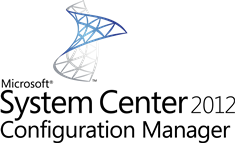 Microsoft®
System Center 2012
Configuration Manager